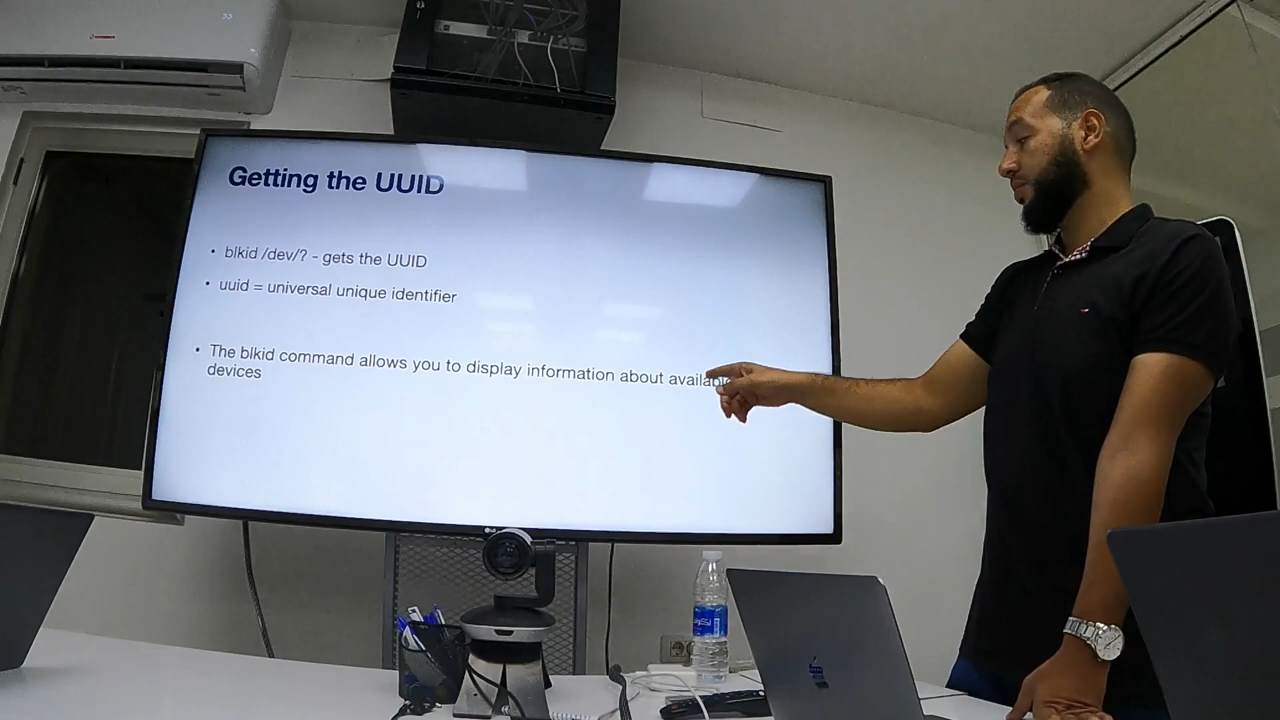 Getting the UUID
• blkid /dev/? - gets the UUID
• uuid = universal unique identifier
• The blkid command allows you to display information about
devices
LG